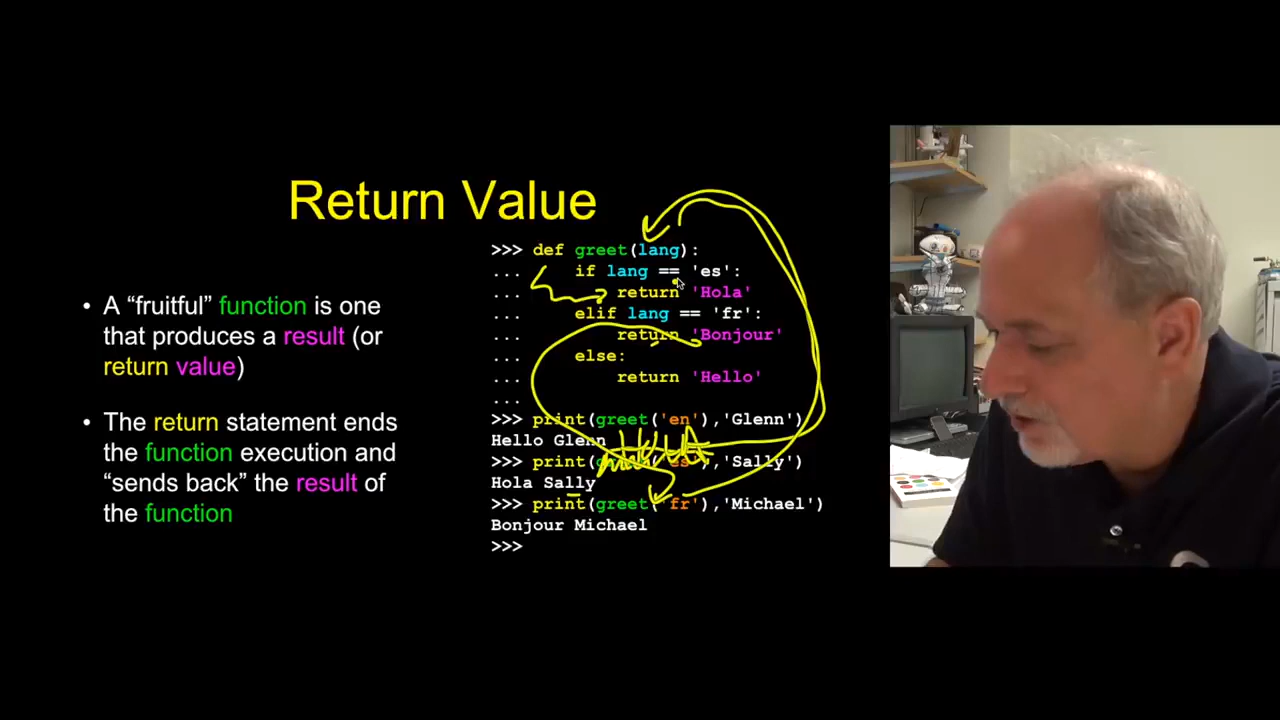 Return Value
• A “fruitful” function is one
that produces a result (or
return value)
• The return statement ends
the function execution and
“sends back” the result of
the function
>>> def greet(lang):
... if lang == 'es':
... return 'Hola'
... elif lang == 'fr':
... return 'Bonjour'
... else:
... return 'Hello'
...
>>> print(greet('en'),'Glenn')
Hello Glenn
>>> print(greet('es'),'Sally')
Hola Sally
>>> print(greet('fr'),'Michael')
Bonjour Michael
>>>